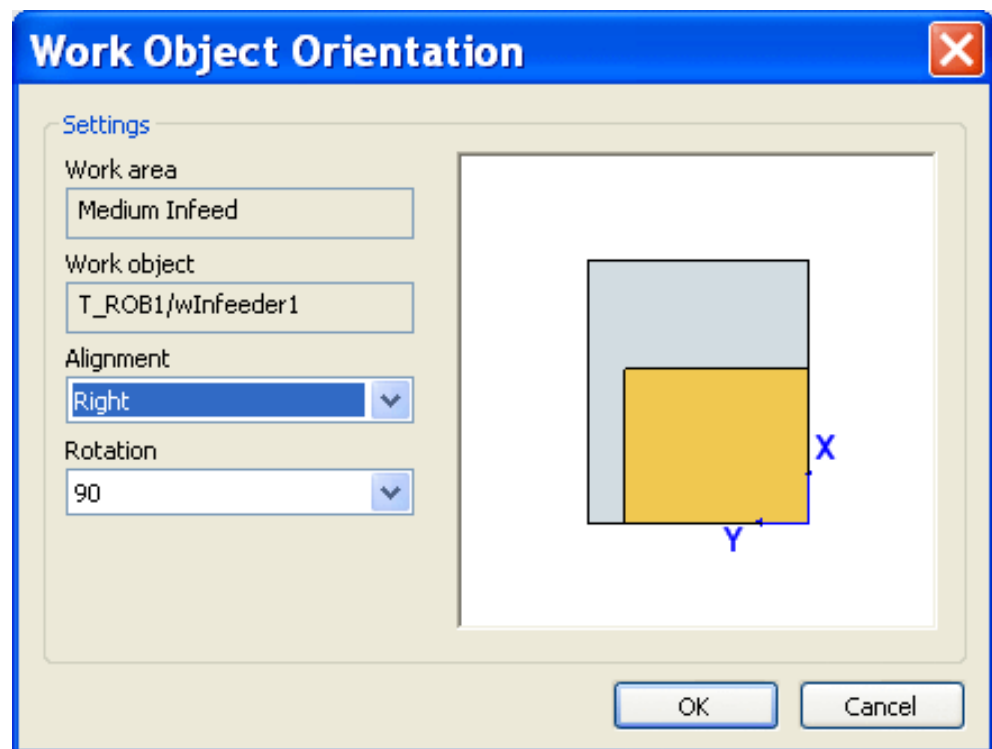 Work Object Orientation
Settings
Work area
Medium Infeed
Work object
T_ROB1/wInfeeder1
Alignment
Right
Rotation
90
X
Y
OK
Cancel